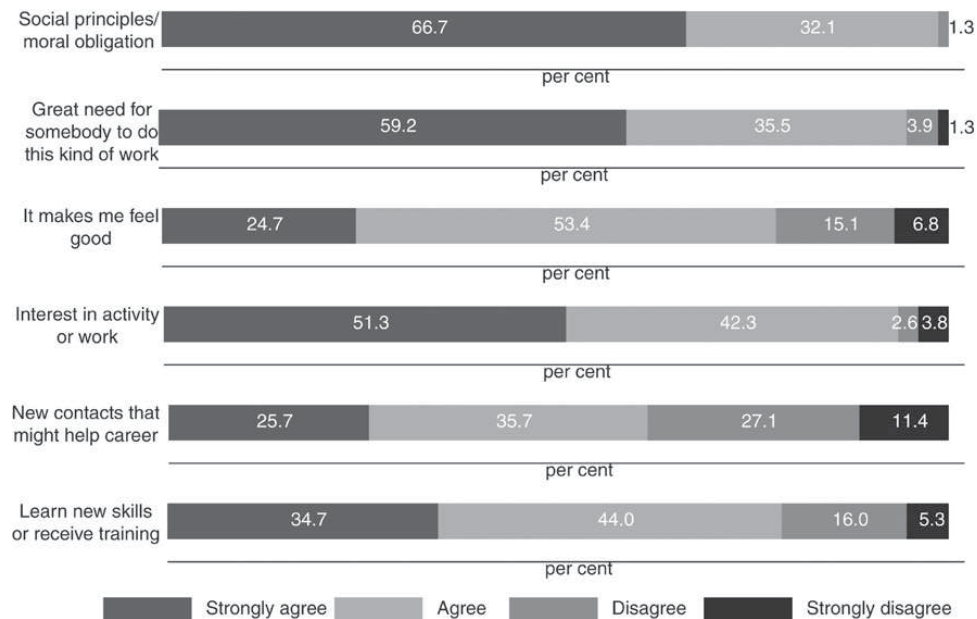 Social principles/
moral obligation
66.7 32.1 1.3
per cent
Great need for
somebody to do
this kind of work
59.2 35.5 3.9 1.3
per cent
It makes me feel
good
24.7 53.4 15.1 6.8
per cent
Interest in activity
or work
51.3 42.3 2.6 3.8
per cent
New contacts that
might help career
25.7 35.7 27.1 11.4
per cent
Learn new skills
or receive training
34.7 44.0 16.0 5.3
per cent
Strongly agree Agree Disagree Strongly disagree